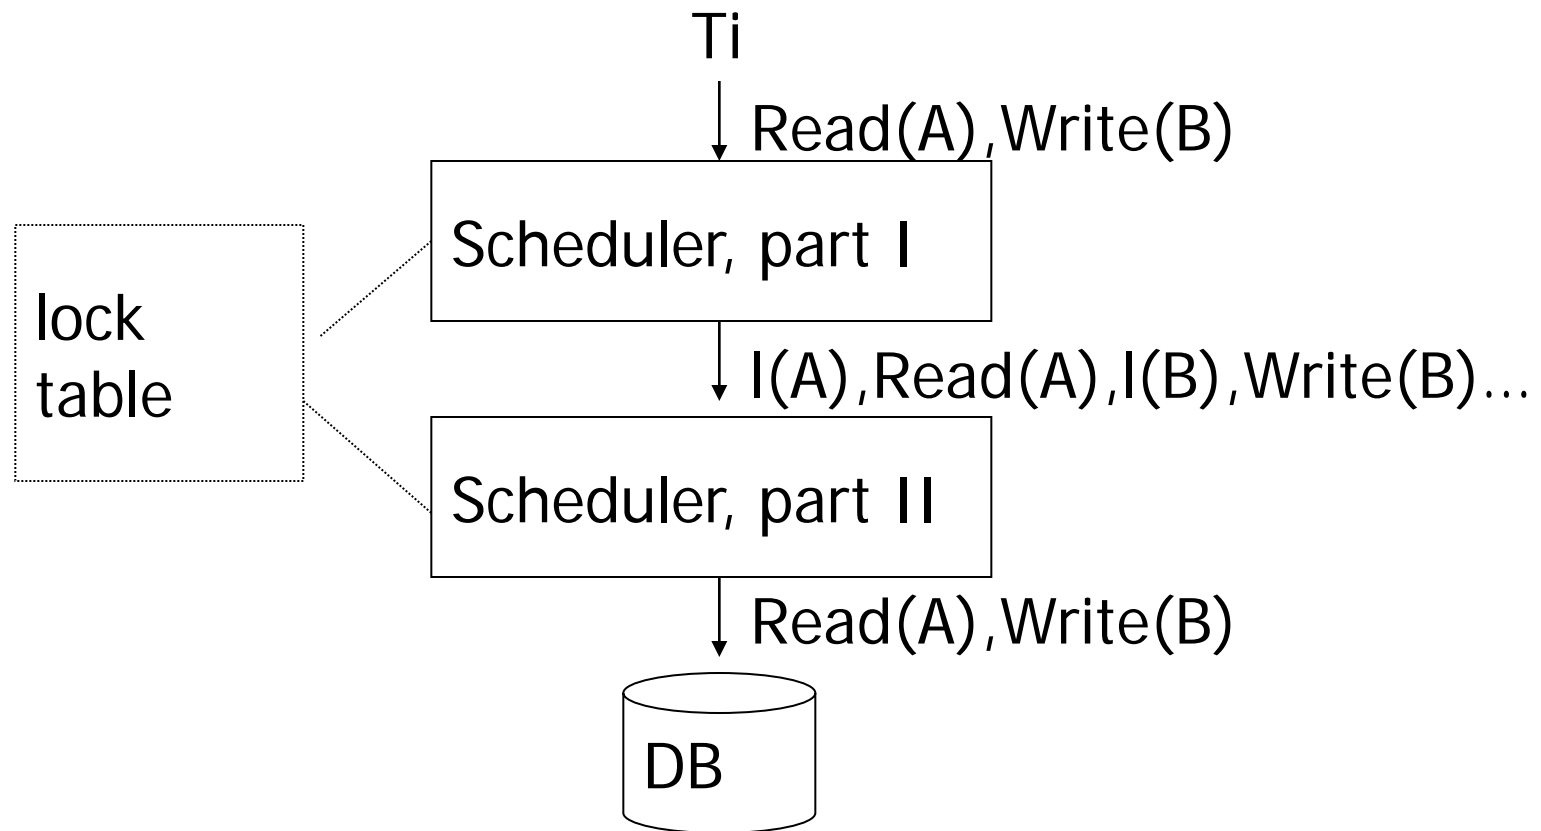 Ti
Read(A),Write(B)
Scheduler, part I
lock
table
l(A),Read(A),l(B),Write(B)...
Scheduler, part II
Read(A),Write(B)
DB